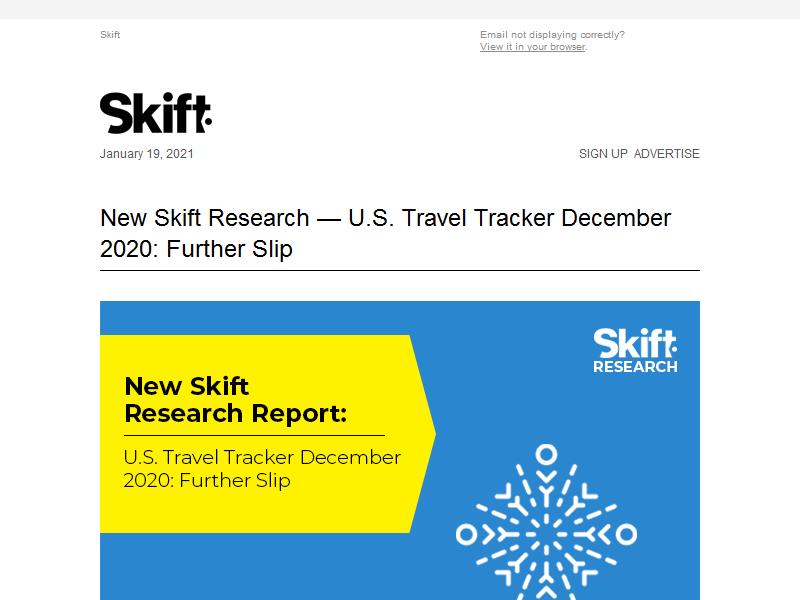 Skift
Email not displaying correctly?
View it in your browser.
Skift
January 19, 2021
SIGN UP ADVERTISE
New Skift Research — U.S. Travel Tracker December
2020: Further Slip
Skift
RESEARCH
New Skift
Research Report:
U.S. Travel Tracker December
2020: Further Slip